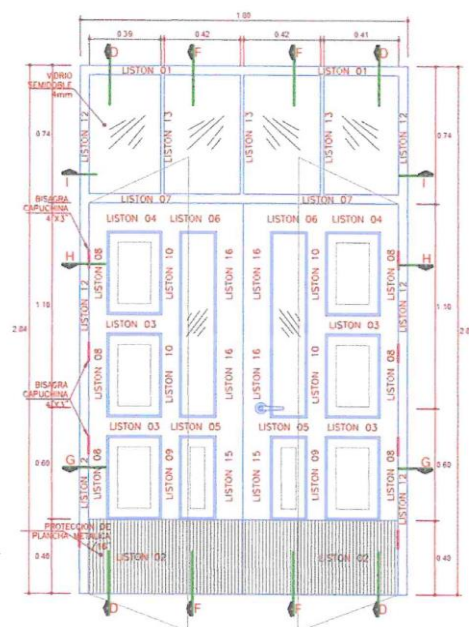 1.80
0.39 0.42 0.42 0.41
D F F D
LISTON 01 LISTON 01
VIDRIO
SEMIDOBLE
4mm
LISTON 12 LISTON 13 LISTON 13 LISTON 12
0.74 0.74
I I
LISTON 07 LISTON 07
BISAGRA
CAPUCHINA
LISTON 04 LISTON 06 LISTON 06 LISTON 04
H H
LISTON 08 LISTON 10 LISTON 16 LISTON 16 LISTON 10 LISTON 08
LISTON 12 LISTON 12
1.10 1.10
LISTON 03 LISTON 03
LISTON 08 LISTON 10 LISTON 16 LISTON 16 LISTON 10 LISTON 08
BISAGRA
CAPUCHINA
LISTON 03 LISTON 05 LISTON 05 LISTON 03
G G
LISTON 08 LISTON 09 LISTON 15 LISTON 15 LISTON 09 LISTON 08
LISTON 12 LISTON 12
0.60 0.60
PROTECCION DE
PLANCHA METALICA
LISTON 02 LISTON 02
0.40 0.40
D F F D